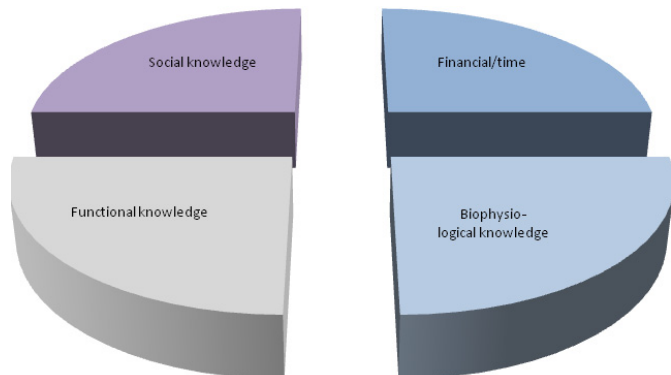 Social knowledge
Financial/time
Functional knowledge
Biophysio-
logical knowledge